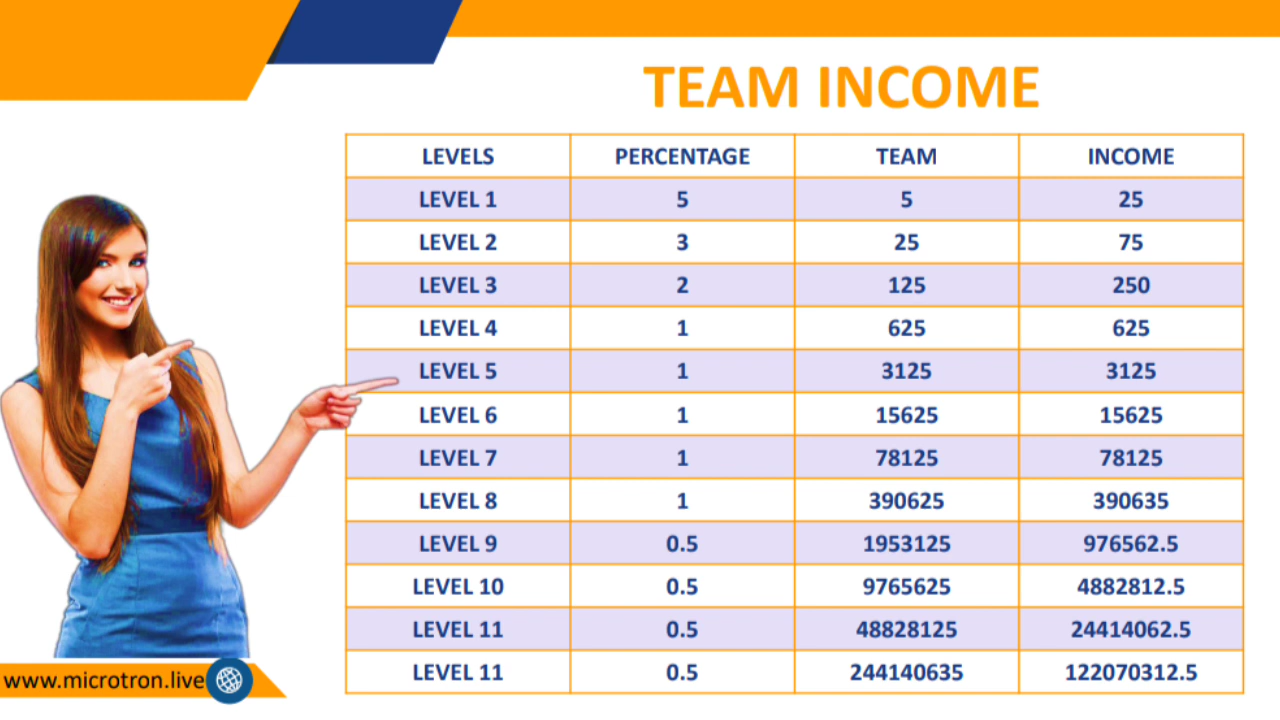 TEAM INCOME
LEVELS PERCENTAGE TEAM INCOME
LEVEL 1 5 5 25
LEVEL 2 3 25 75
LEVEL 3 2 125 250
LEVEL 4 1 625 625
LEVEL 5 1 3125 3125
LEVEL 6 1 15625 15625
LEVEL 7 1 78125 78125
LEVEL 8 1 390625 390635
LEVEL 9 0.5 1953125 976562.5
LEVEL 10 0.5 9765625 4882812.5
LEVEL 11 0.5 48828125 24414062.5
LEVEL 11 0.5 244140635 122070312.5
www.microtron.live